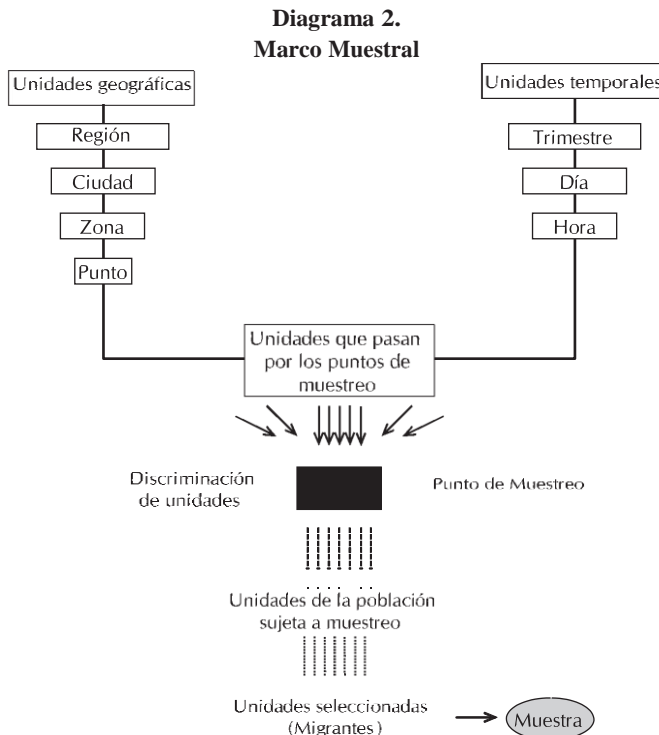 Diagrama 2.
Marco Muestral
Unidades geográficas
Región
Ciudad
Zona
Punto
Unidades temporales
Trimestre
Día
Hora
Unidades que pasan
por los puntos de
muestreo
Discriminación
de unidades
Punto de Muestreo
Unidades de la población
sujeta a muestreo
Unidades seleccionadas
(Migrantes)
Muestra